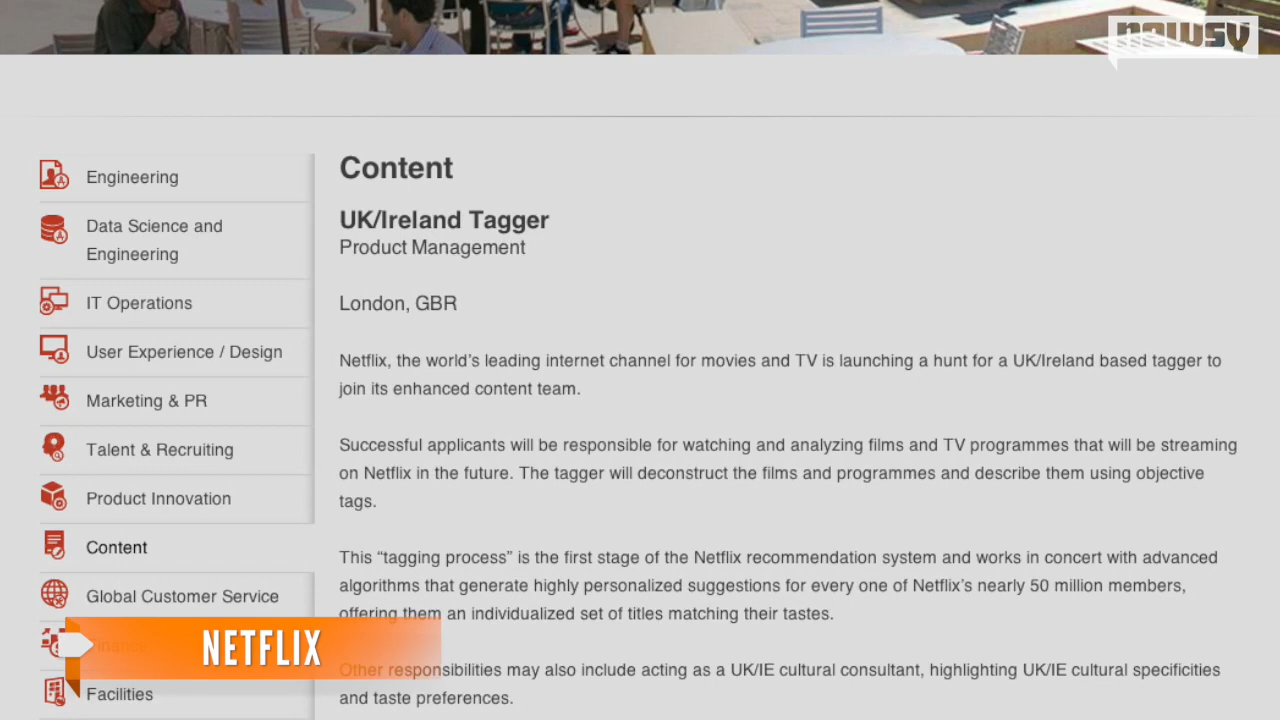 newsy
Engineering
Data Science and
Engineering
IT Operations
User Experience / Design
Marketing & PR
Talent & Recruiting
Product Innovation
Content
Global Customer Service
Finance
Facilities
Content
UK/Ireland Tagger
Product Management
London, GBR
Netflix, the world’s leading internet channel for movies and TV is launching a hunt for a UK/Ireland based tagger to
join its enhanced content team.
Successful applicants will be responsible for watching and analyzing films and TV programmes that will be streaming
on Netflix in the future. The tagger will deconstruct the films and programmes and describe them using objective
tags.
This “tagging process” is the first stage of the Netflix recommendation system and works in concert with advanced
algorithms that generate highly personalized suggestions for every one of Netflix’s nearly 50 million members,
offering them an individualized set of titles matching their tastes.
Other responsibilities may also include acting as a UK/IE cultural consultant, highlighting UK/IE cultural specificities
and taste preferences.
NETFLIX